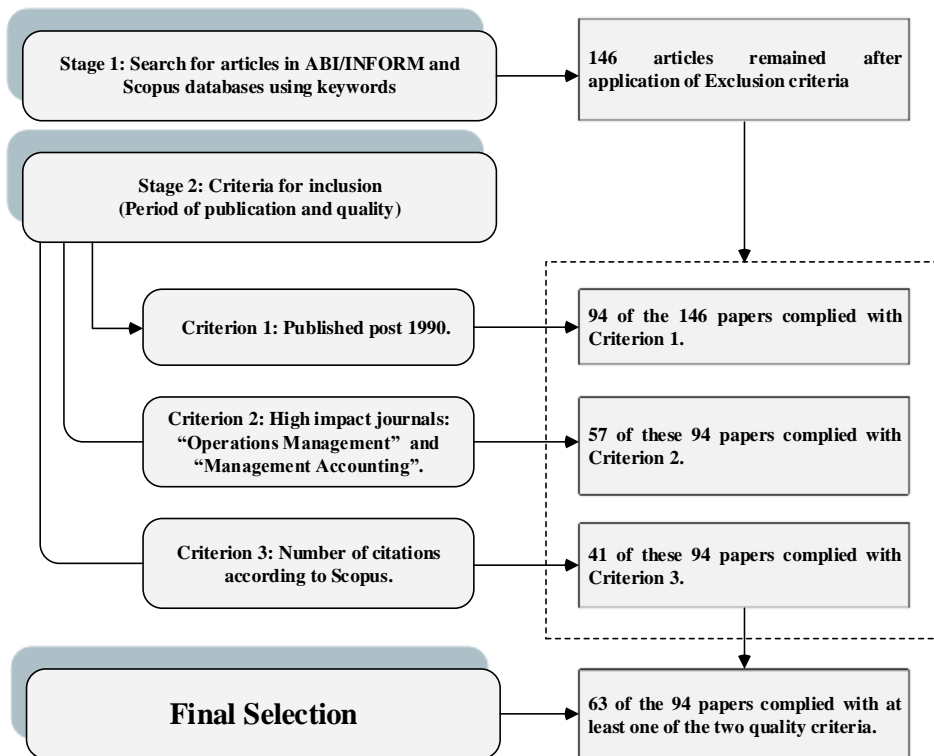 Stage 1: Search for articles in ABI/INFORM and
Scopus databases using keywords
146 articles remained after
application of Exclusion criteria
Stage 2: Criteria for inclusion
(Period of publication and quality)
Criterion 1: Published post 1990.
94 of the 146 papers complied with
Criterion 1.
Criterion 2: High impact journals:
“Operations Management” and
“Management Accounting”.
57 of these 94 papers complied with
Criterion 2.
Criterion 3: Number of citations
according to Scopus.
41 of these 94 papers complied with
Criterion 3.
Final Selection
63 of the 94 papers complied with at
least one of the two quality criteria.